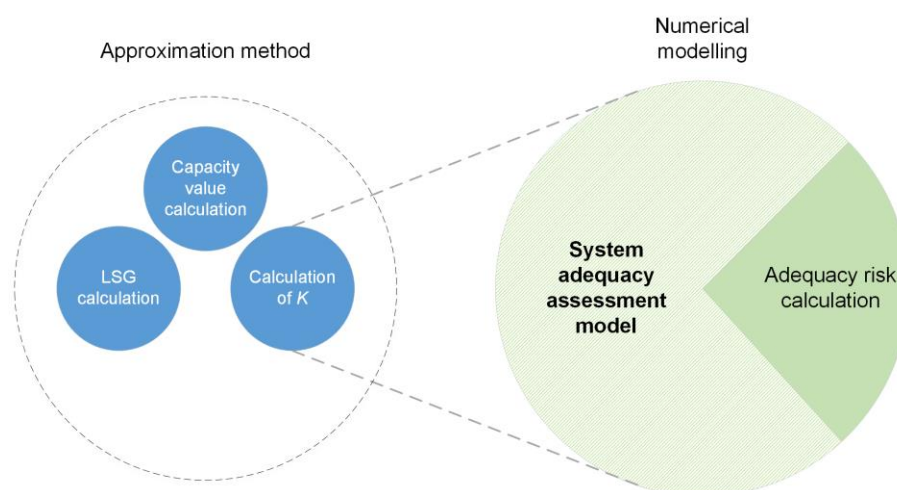 Approximation method
Numerical
modelling
Capacity
value
calculation
LSG
calculation
Calculation
of K
System
adequacy
assessment
model
Adequacy risk
calculation